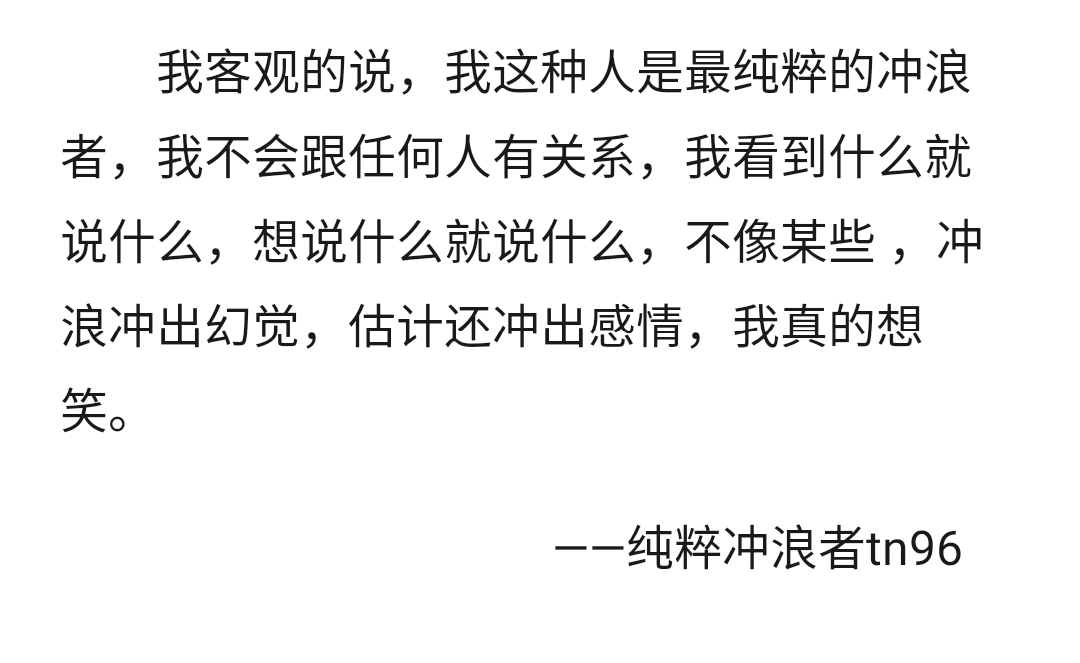 我客观的说，我这种人是最纯粹的冲浪
者，我不会跟任何人有关系，我看到什么就
说什么，想说什么就说什么，不像某些 ，冲
浪冲出幻觉，估计还冲出感情，我真的想
笑。
——纯粹冲浪者tn96